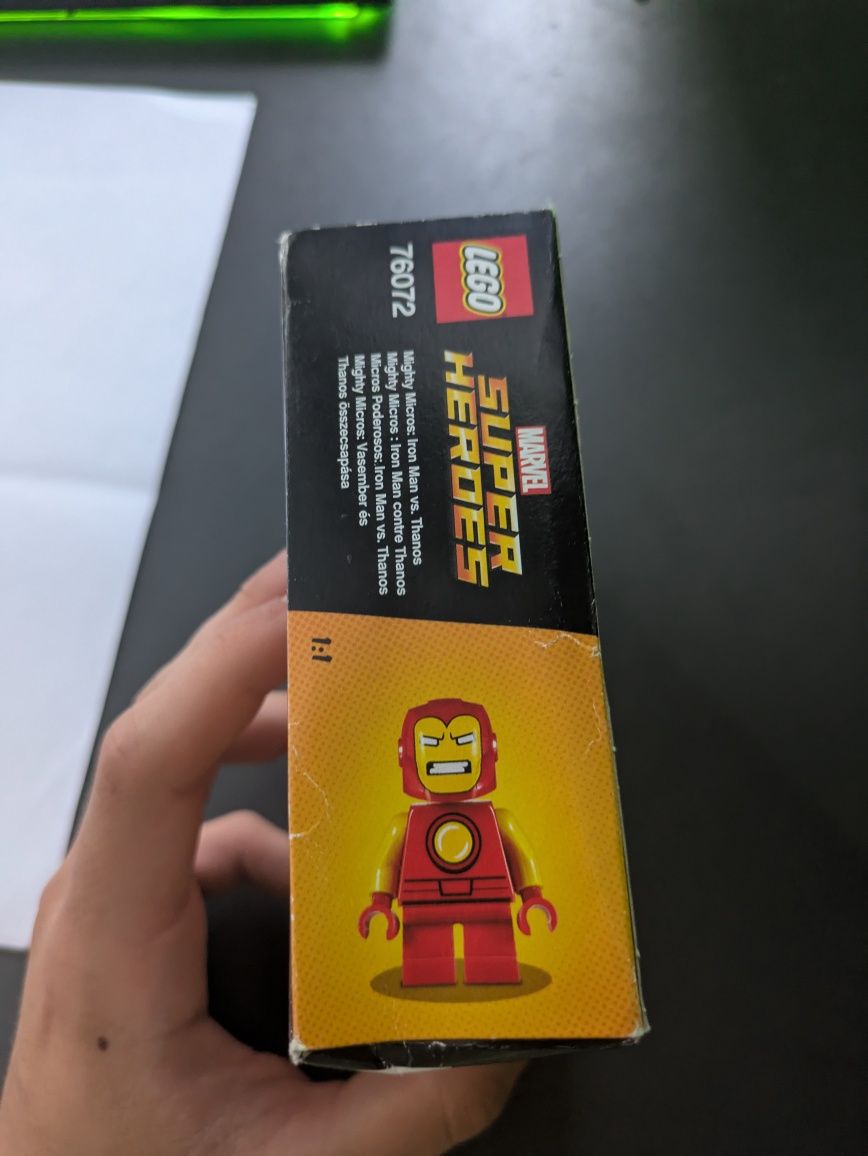 LEGO
MARVEL
SUPER
HEROES
76072
Mighty Micros: Iron Man vs. Thanos
Mighty Micros : Iron Man contre Thanos
Micros Poderosos: Iron Man vs. Thanos
Mighty Micros: Vasember és
Thanos összecsapása
1:1